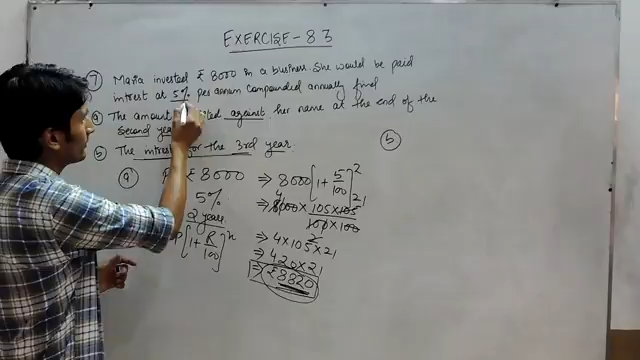 EXERCISE - 8.3
7 Maria invested ₹ 8000 in a business. She would be paid
interest at 5% per annum compounded annually find
a The amount against her name at the end of the
Second
b The interest for the 3rd year.
b
a ₹ 8000
5%
2 years
P[1 + R/100]^n
⇒ 8000[1 + 5/100]^2
⇒ 8000 × 105 × 105
100 × 100
4 21
2
⇒ 4 × 105 × 21
⇒ 420 × 21
⇒ ₹ 8820